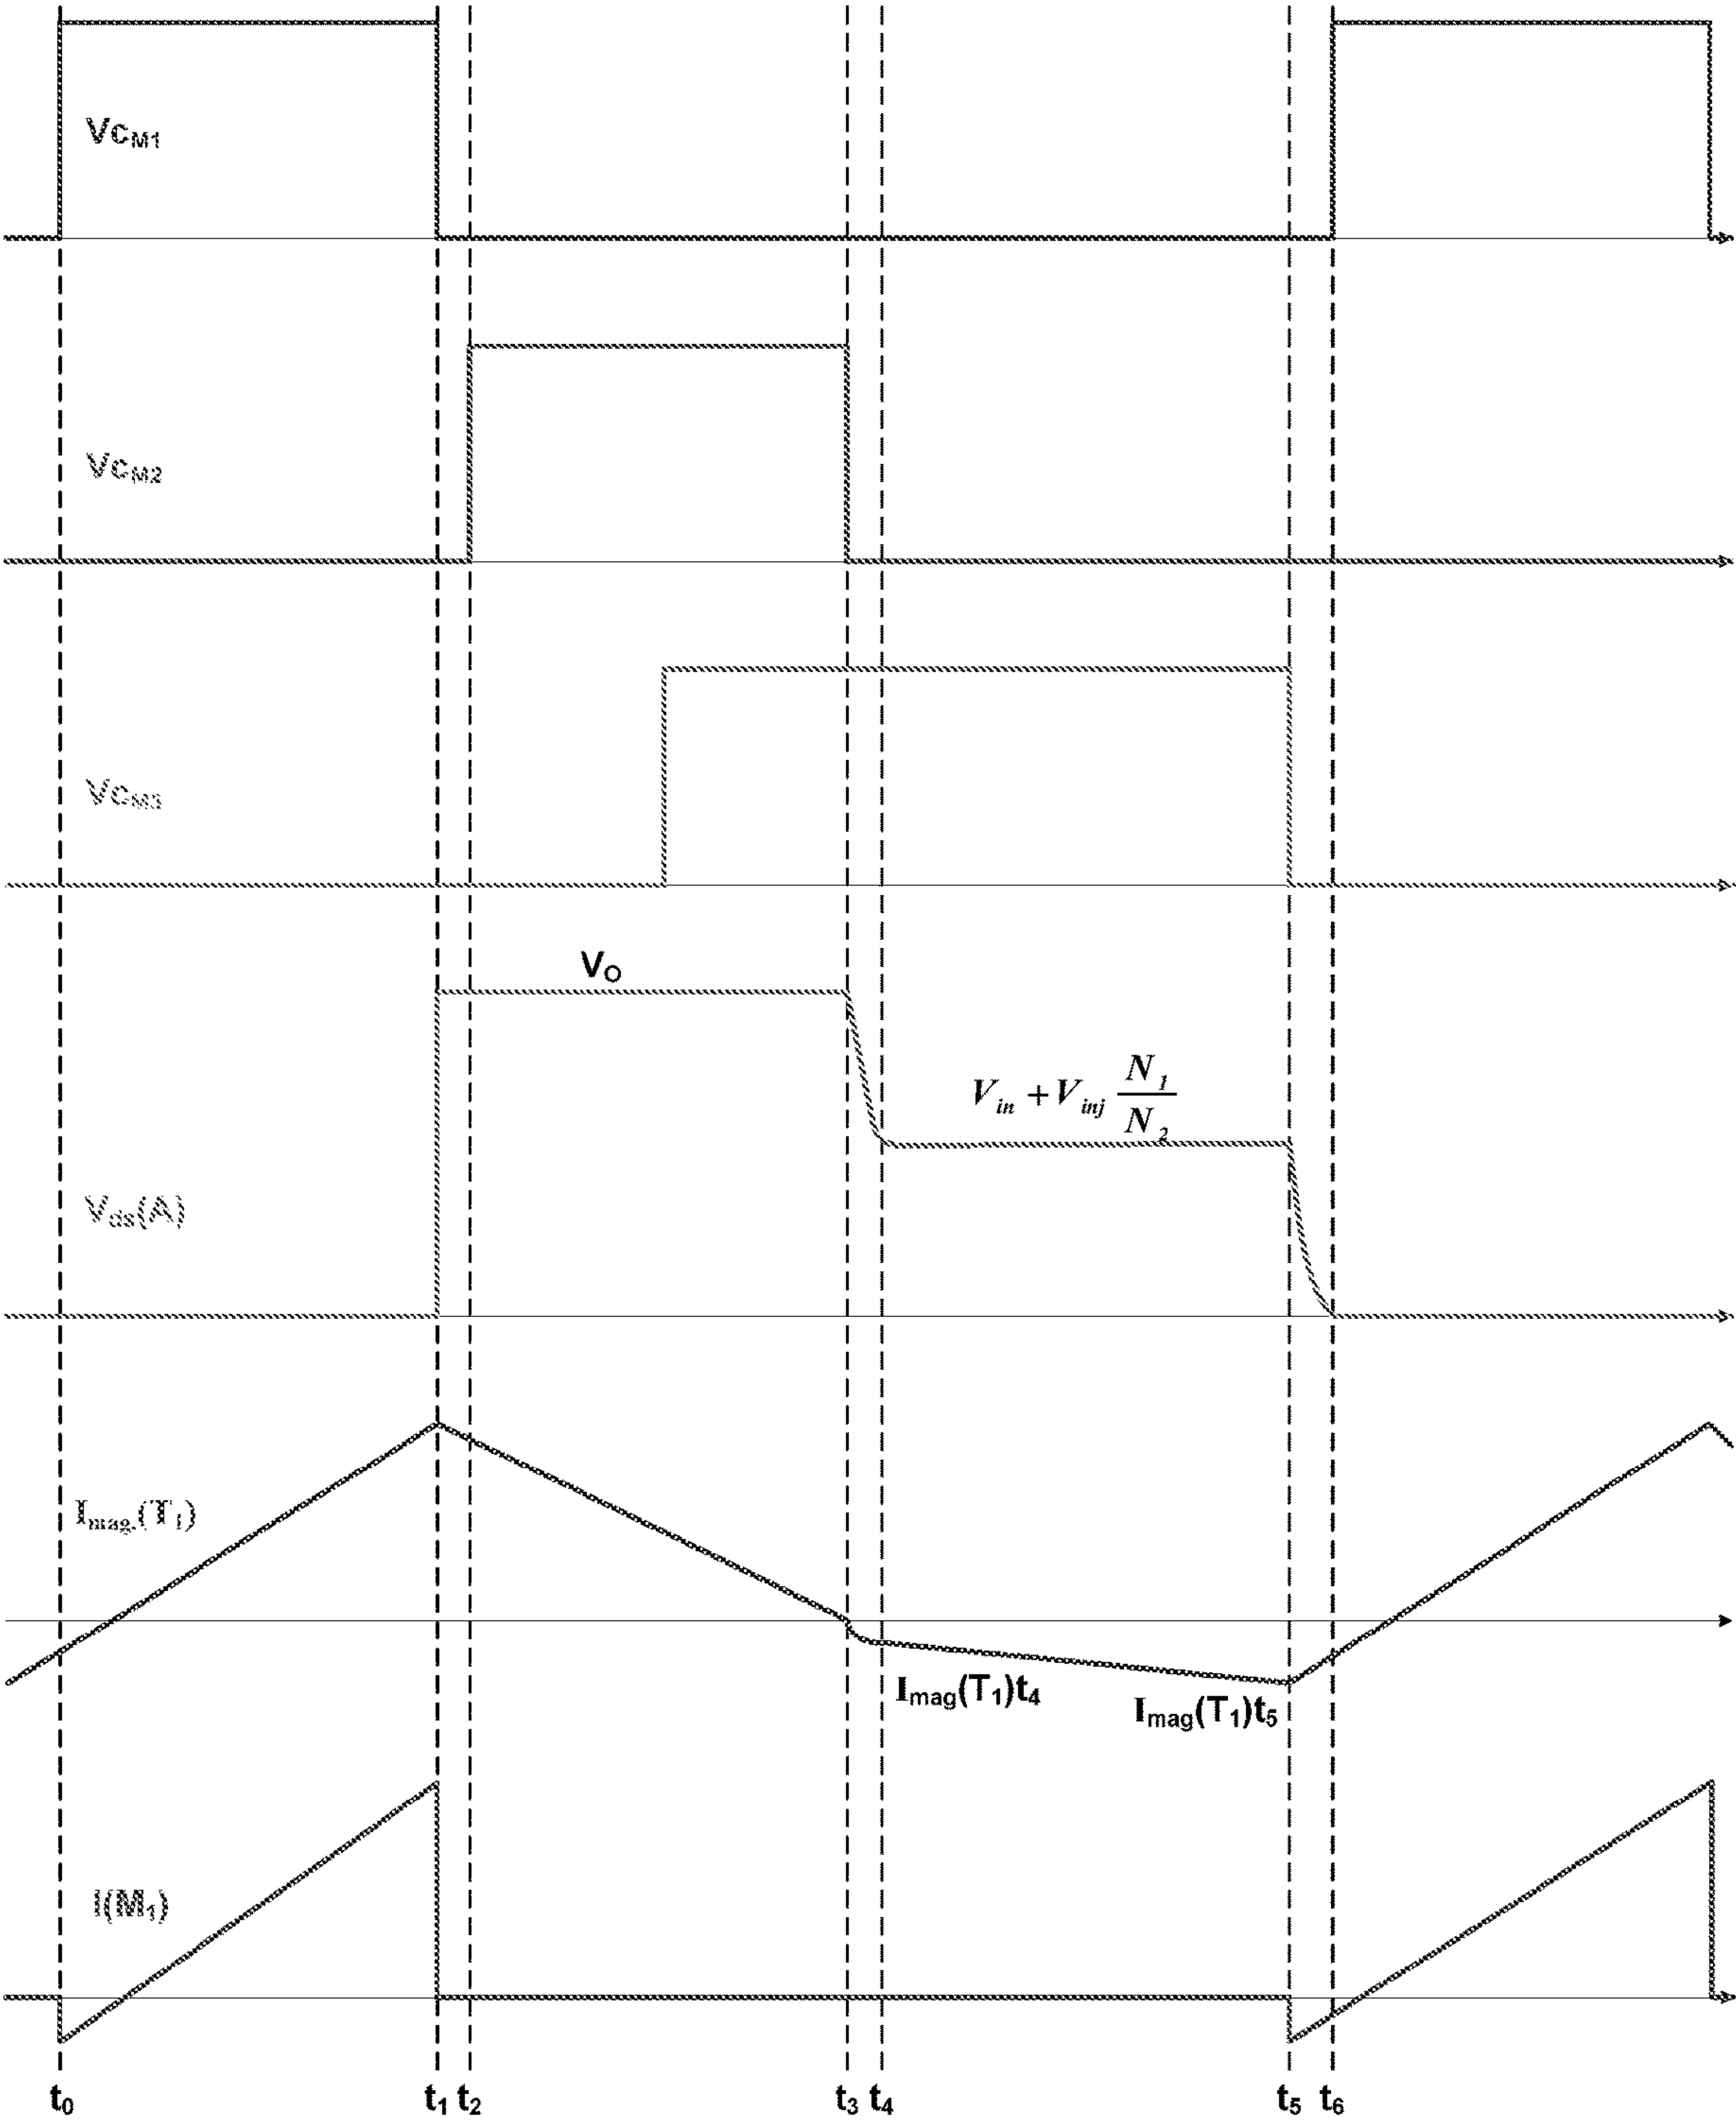 Vc_M1
Vc_M2
Vc_M3
V_O
V_in + V_inj N_1/N_2
V_ds(A)
I_mag.(T_1)
I_mag(T_1)t_4
I_mag(T_1)t_5
I(M_1)
t_0 t_1 t_2 t_3 t_4 t_5 t_6